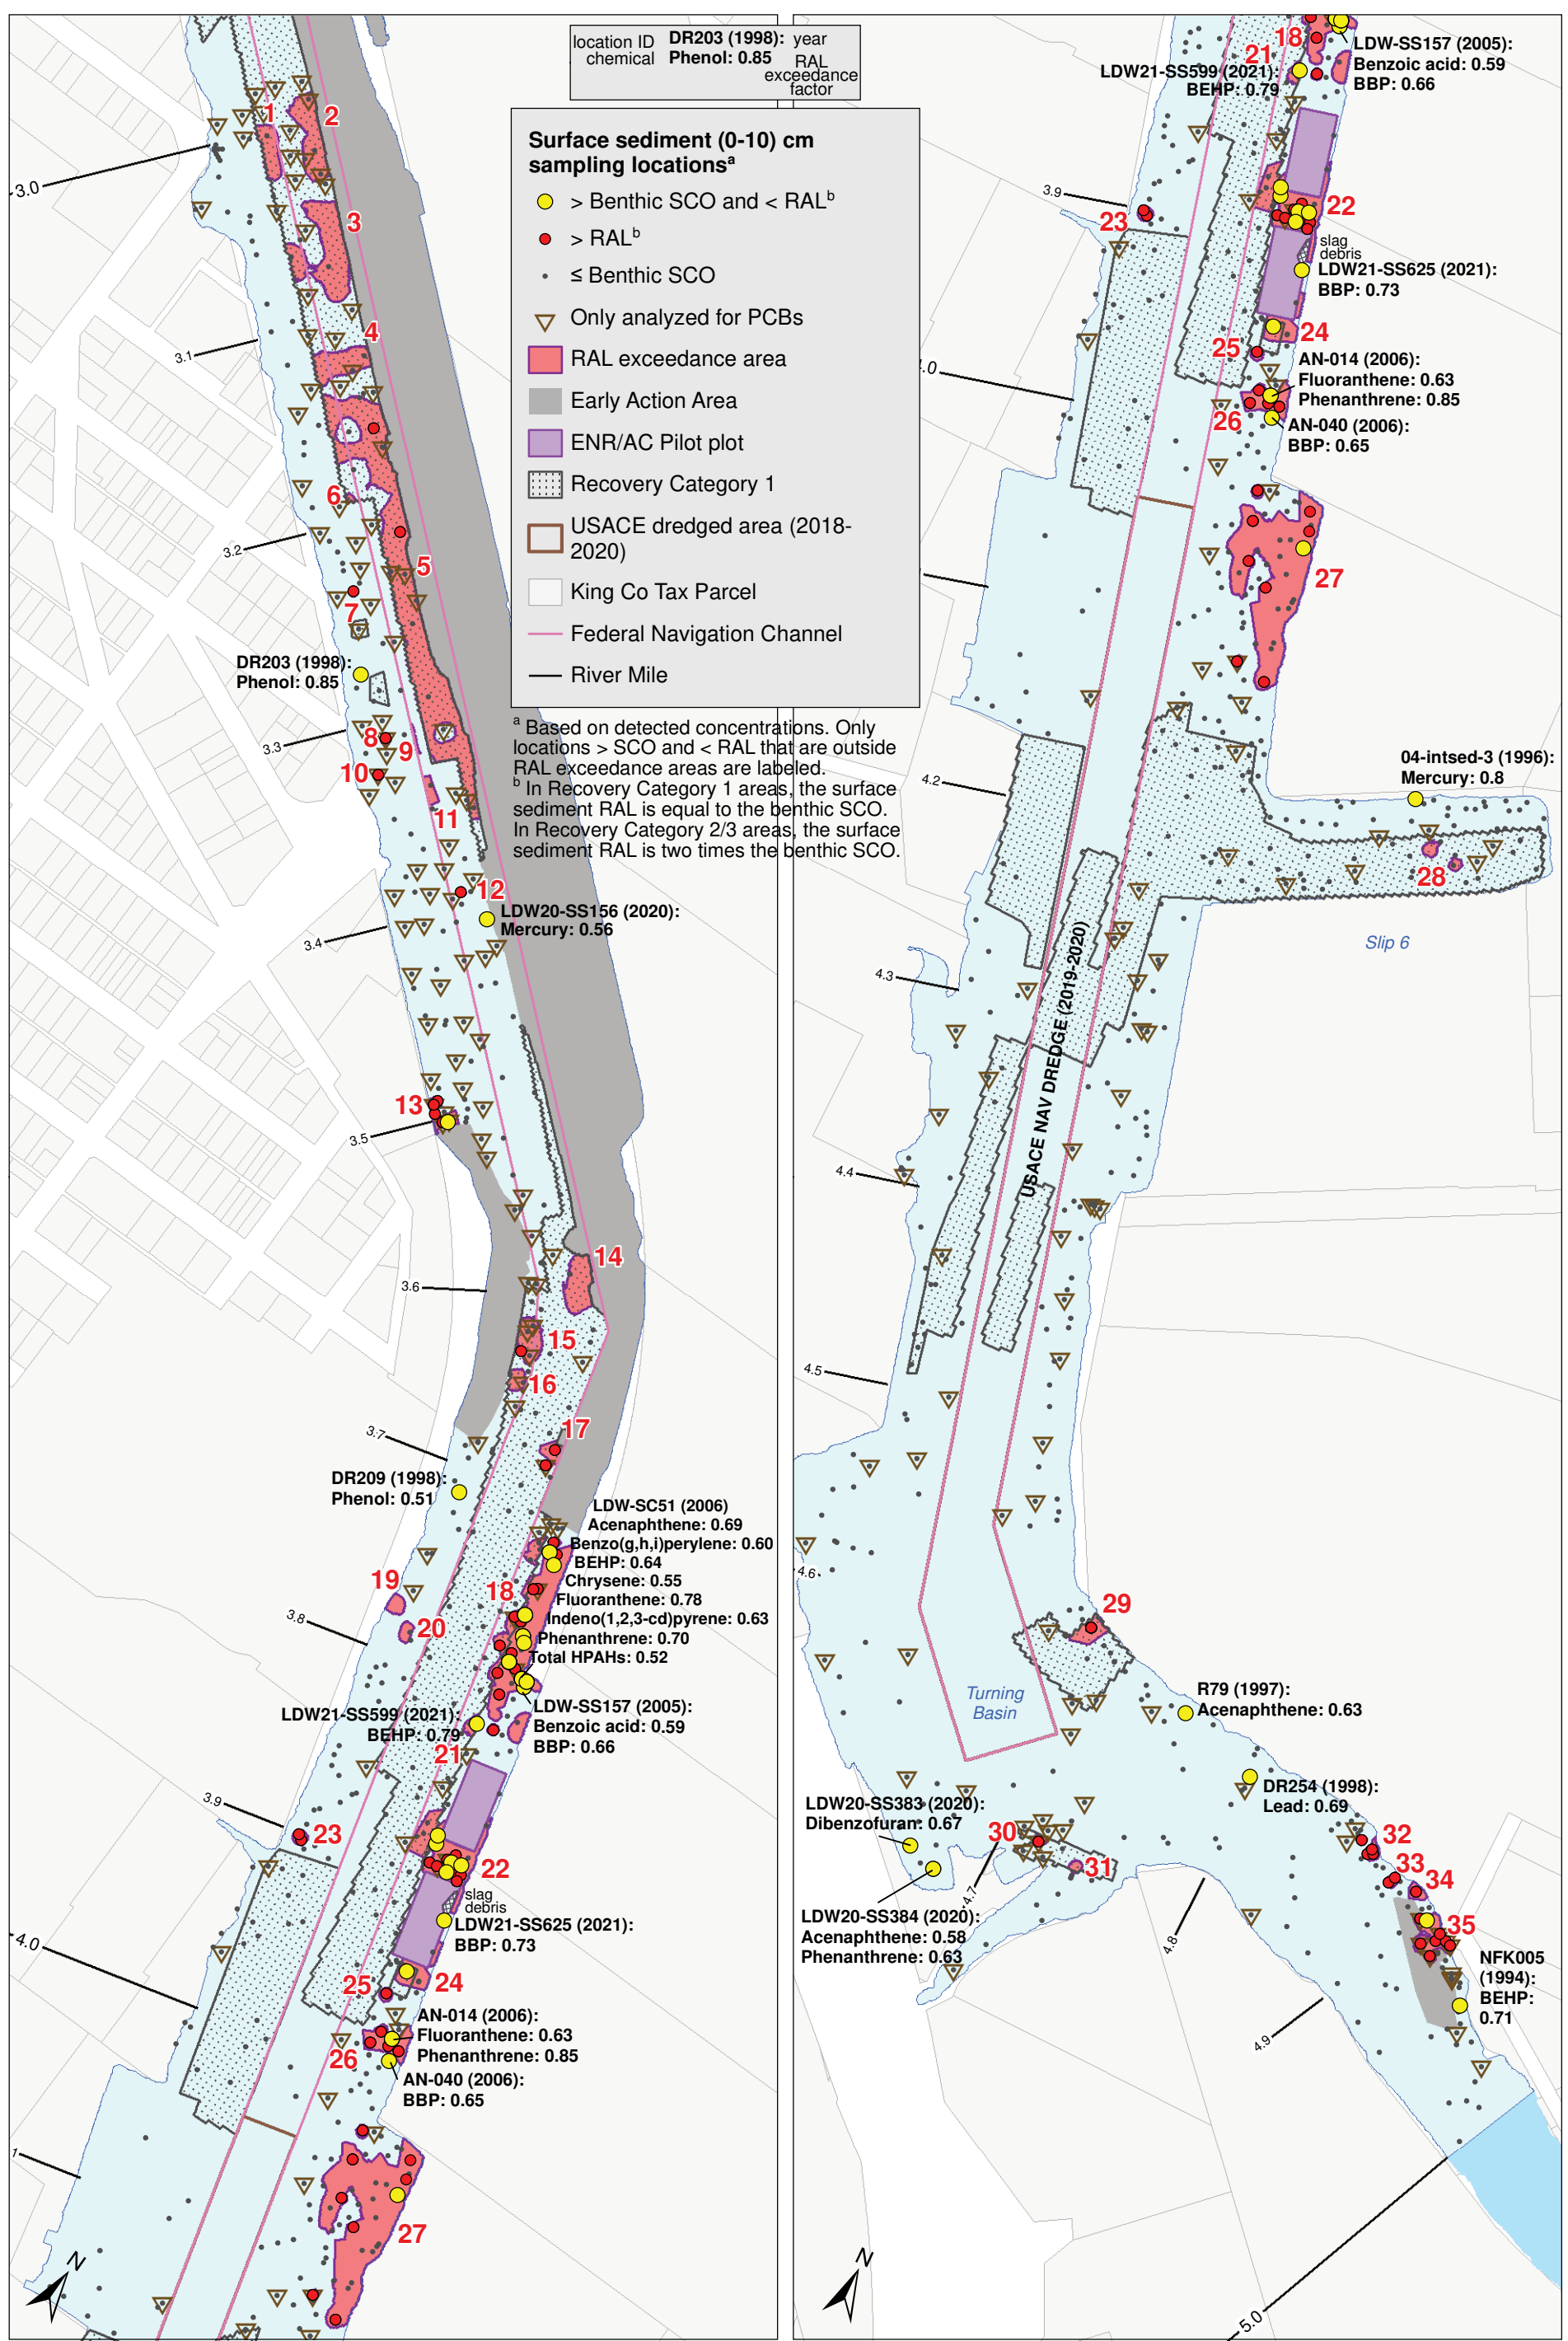 location ID
chemical
DR203 (1998):
Phenol: 0.85
year
RAL
exceedance
factor
Surface sediment (0-10) cm
sampling locationsa
> Benthic SCO and < RALb
> RALb
≤ Benthic SCO
Only analyzed for PCBs
RAL exceedance area
Early Action Area
ENR/AC Pilot plot
Recovery Category 1
USACE dredged area (2018-
2020)
King Co Tax Parcel
Federal Navigation Channel
River Mile
a Based on detected concentrations. Only
locations > SCO and < RAL that are outside
RAL exceedance areas are labeled.
b In Recovery Category 1 areas, the surface
sediment RAL is equal to the benthic SCO.
In Recovery Category 2/3 areas, the surface
sediment RAL is two times the benthic SCO.
1
2
3.0
3
4
3.1
6
3.2
5
7
DR203 (1998):
Phenol: 0.85
8
9
3.3
10
11
12
LDW20-SS156 (2020):
Mercury: 0.56
3.4
13
3.5
14
3.6
15
16
17
3.7
DR209 (1998):
Phenol: 0.51
LDW-SC51 (2006)
Acenaphthene: 0.69
Benzo(g,h,i)perylene: 0.60
BEHP: 0.64
Chrysene: 0.55
Fluoranthene: 0.78
Indeno(1,2,3-cd)pyrene: 0.63
Phenanthrene: 0.70
Total HPAHs: 0.52
18
19
3.8
20
LDW-SS157 (2005):
Benzoic acid: 0.59
BBP: 0.66
LDW21-SS599 (2021):
BEHP: 0.79
21
3.9
23
22
slag
debris
LDW21-SS625 (2021):
BBP: 0.73
4.0
25
24
AN-014 (2006):
Fluoranthene: 0.63
Phenanthrene: 0.85
26
AN-040 (2006):
BBP: 0.65
1
27
N
18
21
LDW-SS157 (2005):
Benzoic acid: 0.59
BBP: 0.66
LDW21-SS599 (2021):
BEHP: 0.79
3.9
23
22
slag
debris
LDW21-SS625 (2021):
BBP: 0.73
24
25
.0
AN-014 (2006):
Fluoranthene: 0.63
Phenanthrene: 0.85
26
AN-040 (2006):
BBP: 0.65
27
04-intsed-3 (1996):
Mercury: 0.8
4.2
28
Slip 6
4.3
USACE NAV DREDGE (2019-2020)
4.4
4.5
4.6
29
Turning
Basin
R79 (1997):
Acenaphthene: 0.63
DR254 (1998):
Lead: 0.69
LDW20-SS383 (2020):
Dibenzofuran: 0.67
30
31
32
33
34
35
4.7
LDW20-SS384 (2020):
Acenaphthene: 0.58
Phenanthrene: 0.63
4.8
NFK005
(1994):
BEHP:
0.71
4.9
5.0
N